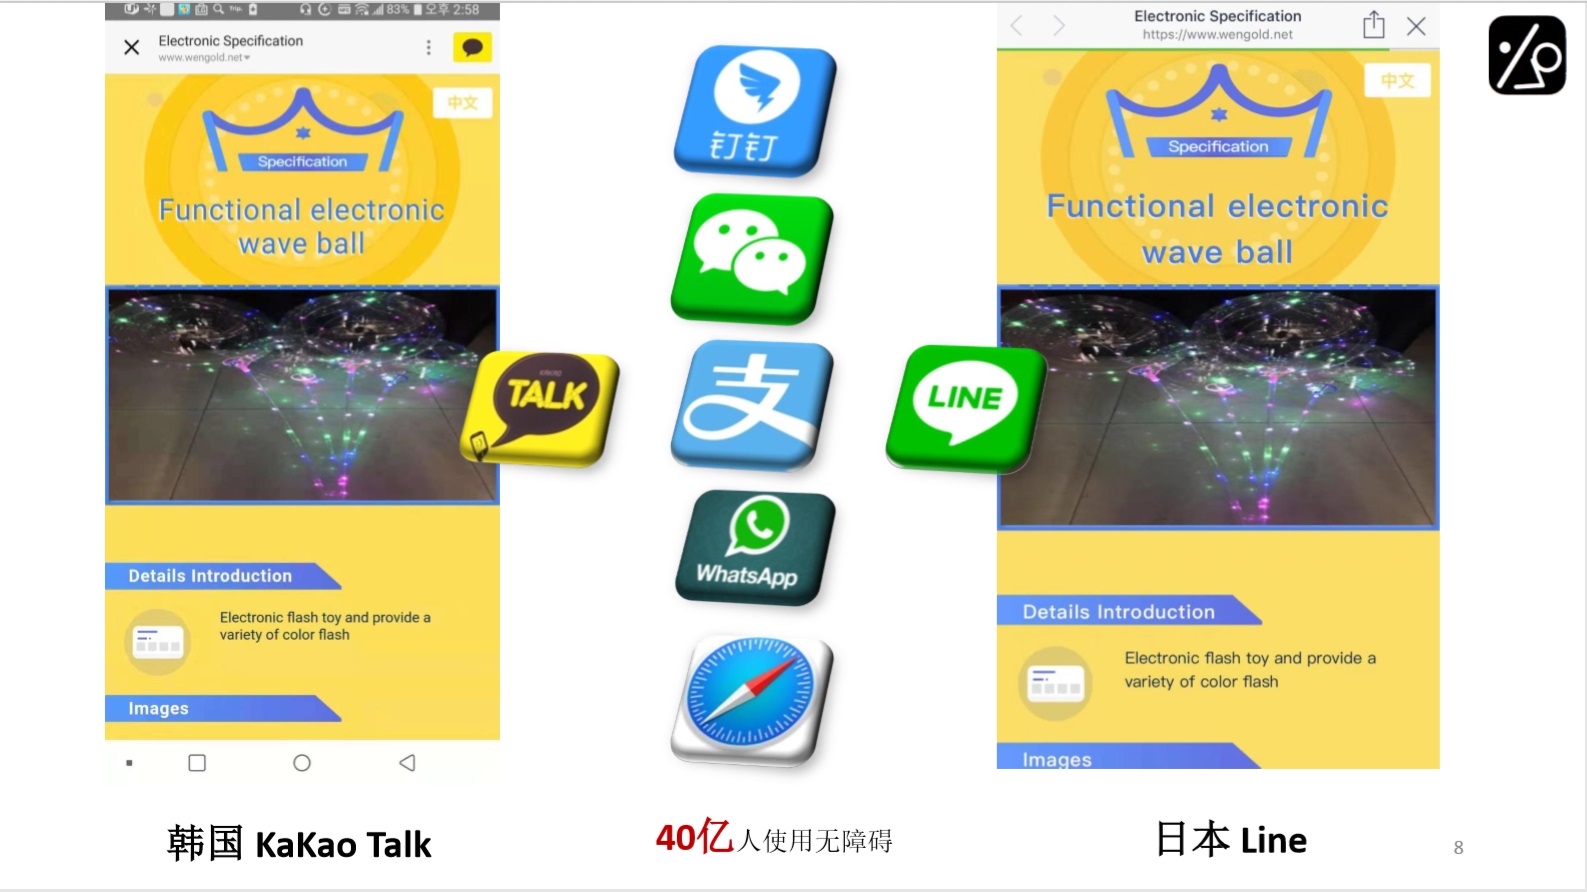 83% 오후 2:58
Electronic Specification
www.wengold.net
中文
Specification
Functional electronic
wave ball
Details Introduction
Electronic flash toy and provide a
variety of color flash
Images
韩国 KaKao Talk
钉钉
TALK
支
LINE
WhatsApp
40亿人使用无障碍
Electronic Specification
https://www.wengold.net
中文
Specification
Functional electronic
wave ball
Details Introduction
Electronic flash toy and provide a
variety of color flash
Images
日本 Line
8